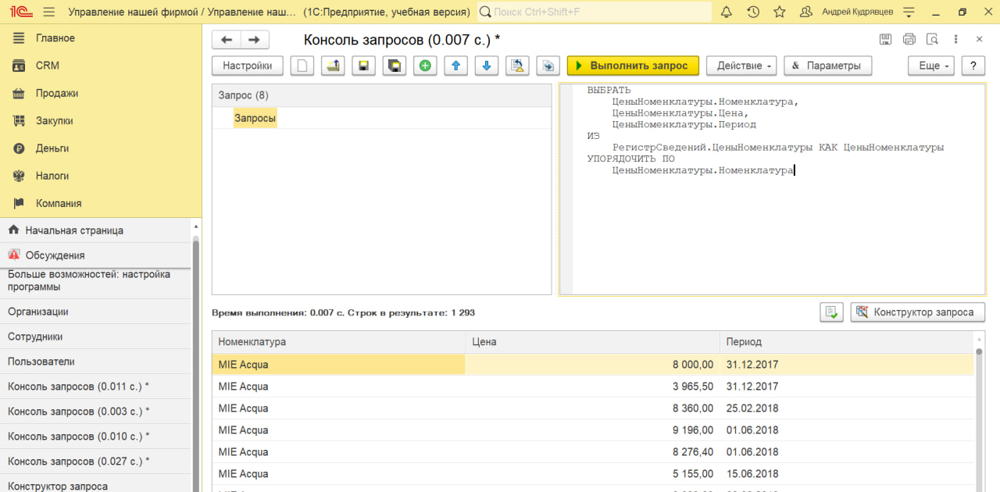 1С Управление нашей фирмой / Управление наш... (1С:Предприятие, учебная версия) Поиск Ctrl+Shift+F Андрей Кудрявцев
Главное
CRM
Продажи
Закупки
Деньги
Налоги
Компания
Начальная страница
Обсуждения
Больше возможностей: настройка
программы
Организации
Сотрудники
Пользователи
Консоль запросов (0.011 с.) *
Консоль запросов (0.003 с.) *
Консоль запросов (0.010 с.) *
Консоль запросов (0.027 с.) *
Конструктор запроса
Консоль запросов (0.007 с.) *
Настройки Выполнить запрос Действие & Параметры Еще ?
Запрос (8)
Запросы
ВЫБРАТЬ
ЦеныНоменклатуры.Номенклатура,
ЦеныНоменклатуры.Цена,
ЦеныНоменклатуры.Период
ИЗ
РегистрСведений.ЦеныНоменклатуры КАК ЦеныНоменклатуры
УПОРЯДОЧИТЬ ПО
ЦеныНоменклатуры.Номенклатура
Время выполнения: 0.007 с. Строк в результате: 1 293
Конструктор запроса
Номенклатура Цена Период
MIE Acqua 8 000,00 31.12.2017
MIE Acqua 3 965,50 31.12.2017
MIE Acqua 8 360,00 25.02.2018
MIE Acqua 9 196,00 01.06.2018
MIE Acqua 8 276,40 01.06.2018
MIE Acqua 5 155,00 15.06.2018